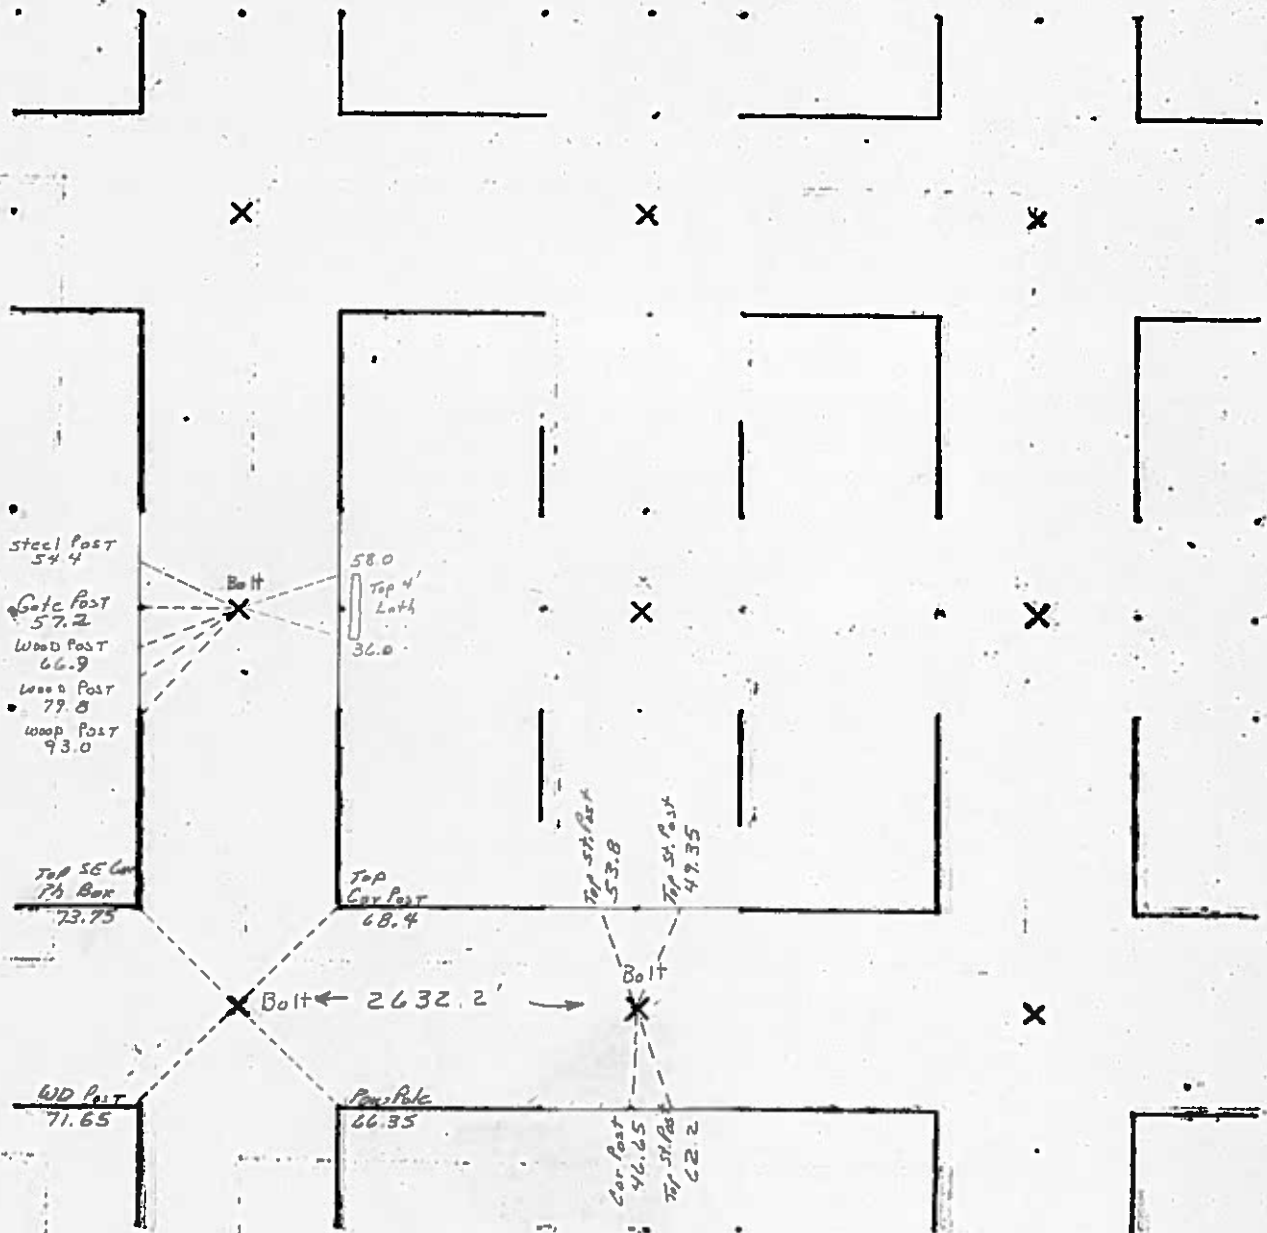 Steel Post
54.4
Gate Post
57.2
Wood Post
66.9
Wood Post
79.8
Wood Post
93.0
Bolt
58.0
Top 4'
Lath
36.0
Top SE Cor
Ph Box
73.75
Top
Cor Post
68.4
Top St. Post
53.8
Top St. Post
49.35
Bolt
2632.2'
Bolt
WD Post
71.65
Pow. Pole
66.35
Cor Post
46.65
Top St. Post
62.2